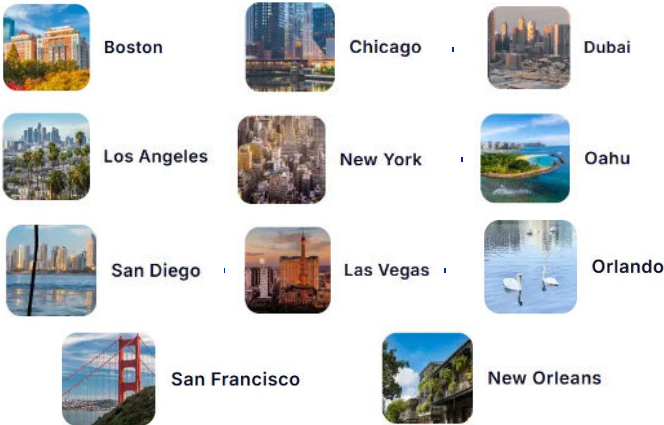 Boston
Chicago
Dubai
Los Angeles
New York
Oahu
San Diego
Las Vegas
Orlando
San Francisco
New Orleans